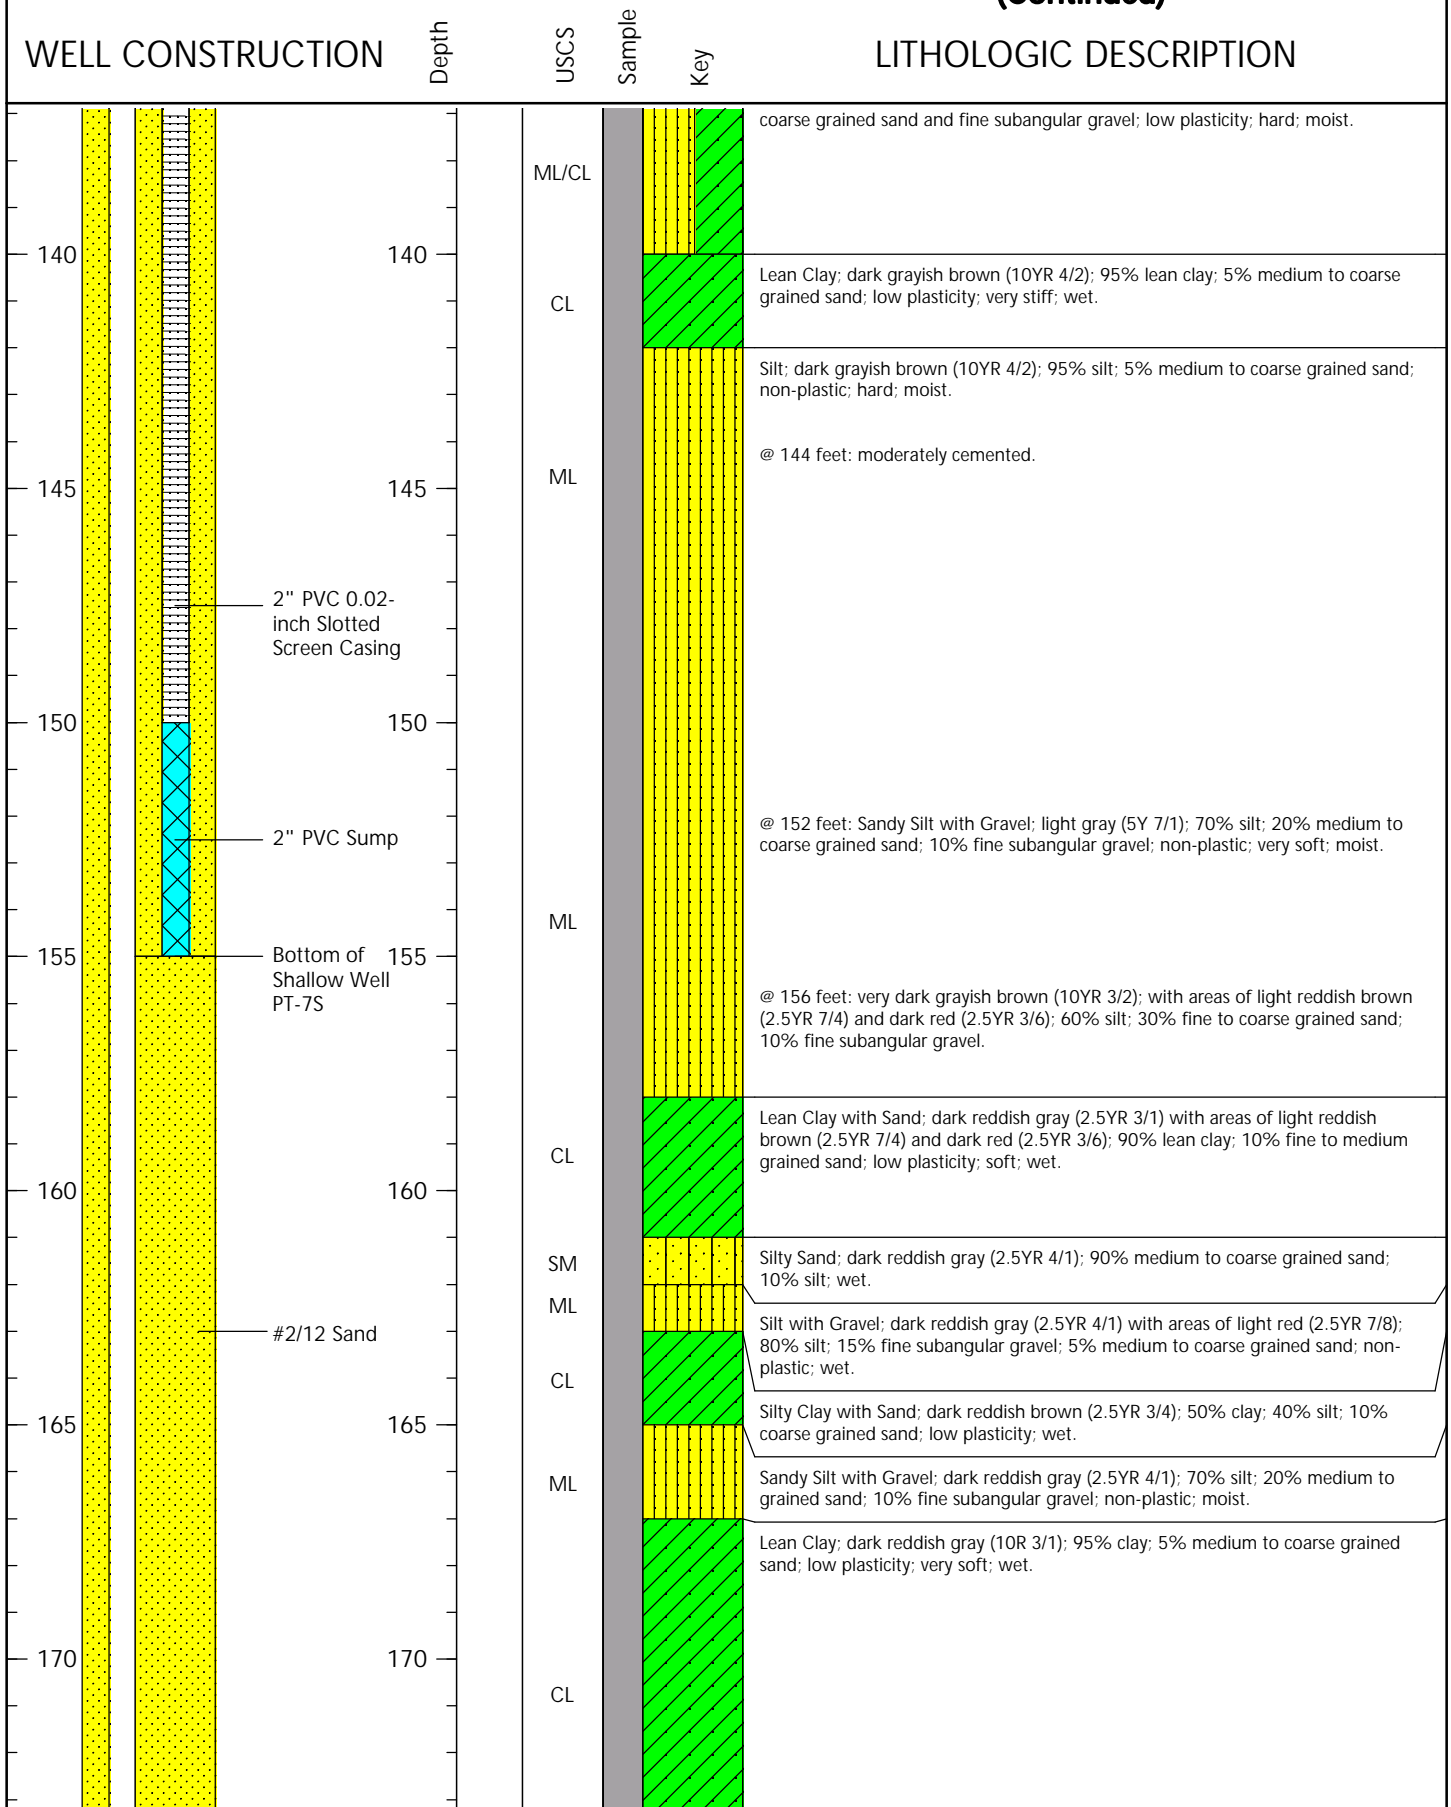 (Continued)
WELL CONSTRUCTION
Depth
USCS
Sample
Key
LITHOLOGIC DESCRIPTION
coarse grained sand and fine subangular gravel; low plasticity; hard; moist.
ML/CL
140
140
Lean Clay; dark grayish brown (10YR 4/2); 95% lean clay; 5% medium to coarse
grained sand; low plasticity; very stiff; wet.
CL
Silt; dark grayish brown (10YR 4/2); 95% silt; 5% medium to coarse grained sand;
non-plastic; hard; moist.
@ 144 feet: moderately cemented.
ML
145
145
2" PVC 0.02-
inch Slotted
Screen Casing
150
150
2" PVC Sump
@ 152 feet: Sandy Silt with Gravel; light gray (5Y 7/1); 70% silt; 20% medium to
coarse grained sand; 10% fine subangular gravel; non-plastic; very soft; moist.
ML
155
Bottom of
Shallow Well
PT-7S
155
@ 156 feet: very dark grayish brown (10YR 3/2); with areas of light reddish brown
(2.5YR 7/4) and dark red (2.5YR 3/6); 60% silt; 30% fine to coarse grained sand;
10% fine subangular gravel.
Lean Clay with Sand; dark reddish gray (2.5YR 3/1) with areas of light reddish
brown (2.5YR 7/4) and dark red (2.5YR 3/6); 90% lean clay; 10% fine to medium
grained sand; low plasticity; soft; wet.
CL
160
160
SM
Silty Sand; dark reddish gray (2.5YR 4/1); 90% medium to coarse grained sand;
10% silt; wet.
ML
#2/12 Sand
Silt with Gravel; dark reddish gray (2.5YR 4/1) with areas of light red (2.5YR 7/8);
80% silt; 15% fine subangular gravel; 5% medium to coarse grained sand; non-
plastic; wet.
CL
Silty Clay with Sand; dark reddish brown (2.5YR 3/4); 50% clay; 40% silt; 10%
coarse grained sand; low plasticity; wet.
165
165
ML
Sandy Silt with Gravel; dark reddish gray (2.5YR 4/1); 70% silt; 20% medium to
grained sand; 10% fine subangular gravel; non-plastic; moist.
Lean Clay; dark reddish gray (10R 3/1); 95% clay; 5% medium to coarse grained
sand; low plasticity; very soft; wet.
170
170
CL